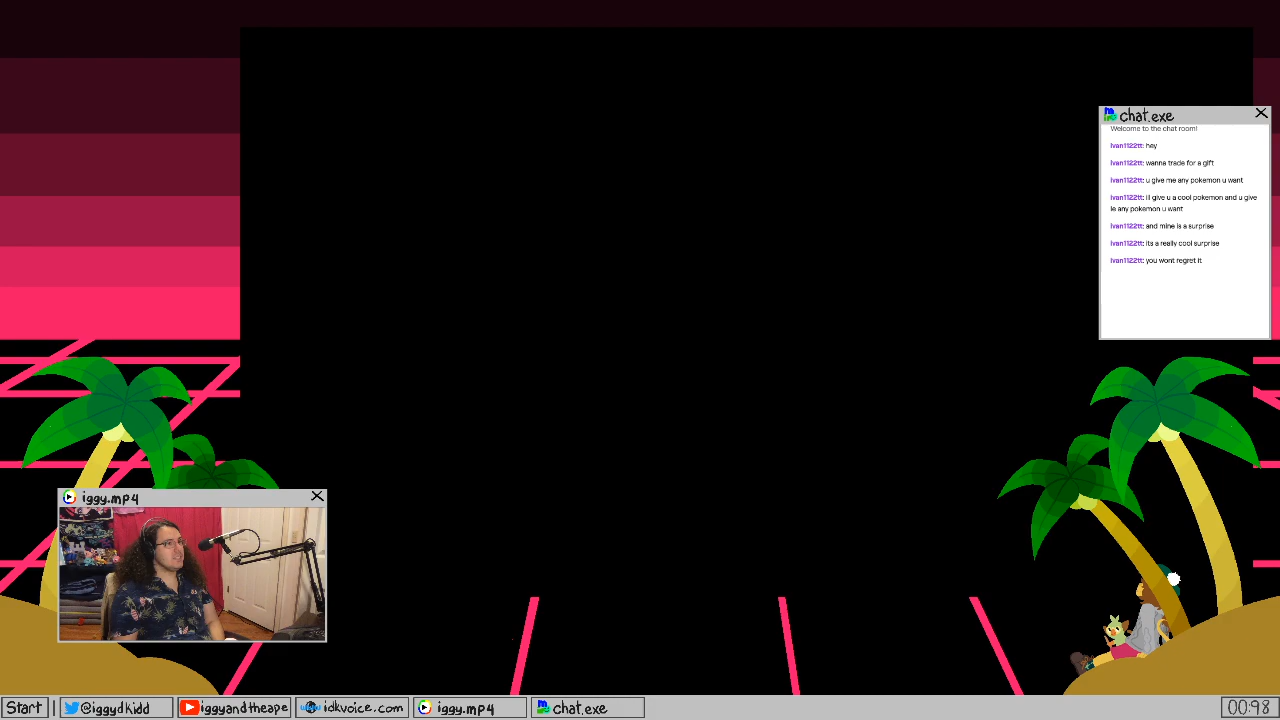 chat.exe
Welcome to the chat room!
ivan1122tt: hey
ivan1122tt: wanna trade for a gift
ivan1122tt: u give me any pokemon u want
ivan1122tt: ill give u a cool pokemon and u give
le any pokemon u want
ivan1122tt: and mine is a surprise
ivan1122tt: its a really cool surprise
ivan1122tt: you wont regret it
iggy.mp4
Start | @iggydkidd iggyandtheape idkvoice.com iggy.mp4 chat.exe 00:98